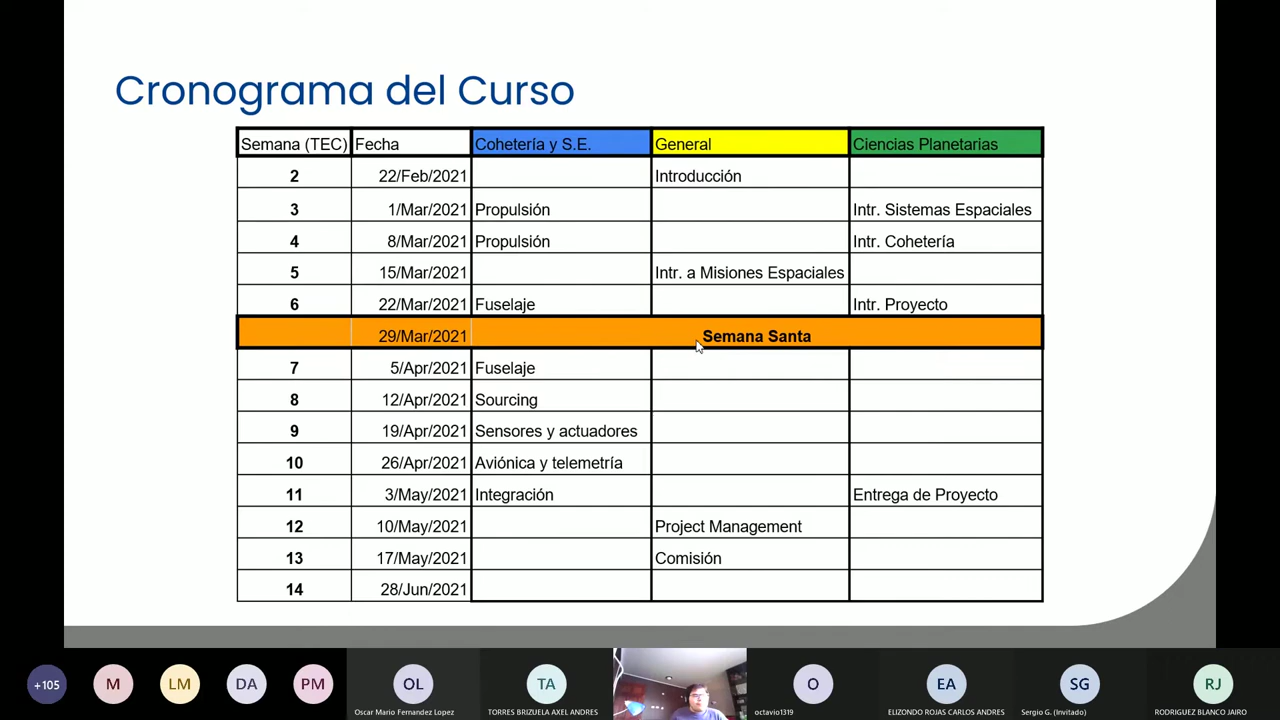 Cronograma del Curso
Semana (TEC) Fecha Cohetería y S.E. General Ciencias Planetarias
2 22/Feb/2021 Introducción
3 1/Mar/2021 Propulsión Intr. Sistemas Espaciales
4 8/Mar/2021 Propulsión Intr. Cohetería
5 15/Mar/2021 Intr. a Misiones Espaciales
6 22/Mar/2021 Fuselaje Intr. Proyecto
29/Mar/2021 Semana Santa
7 5/Apr/2021 Fuselaje
8 12/Apr/2021 Sourcing
9 19/Apr/2021 Sensores y actuadores
10 26/Apr/2021 Aviónica y telemetría
11 3/May/2021 Integración Entrega de Proyecto
12 10/May/2021 Project Management
13 17/May/2021 Comisión
14 28/Jun/2021
+105 M LM DA PM OL TA O EA SG RJ
Oscar Mario Fernandez Lopez TORRES BRIZUELA AXEL ANDRES octavio1319 ELIZONDO ROJAS CARLOS ANDRES Sergio G. (Invitado) RODRIGUEZ BLANCO JAIRO